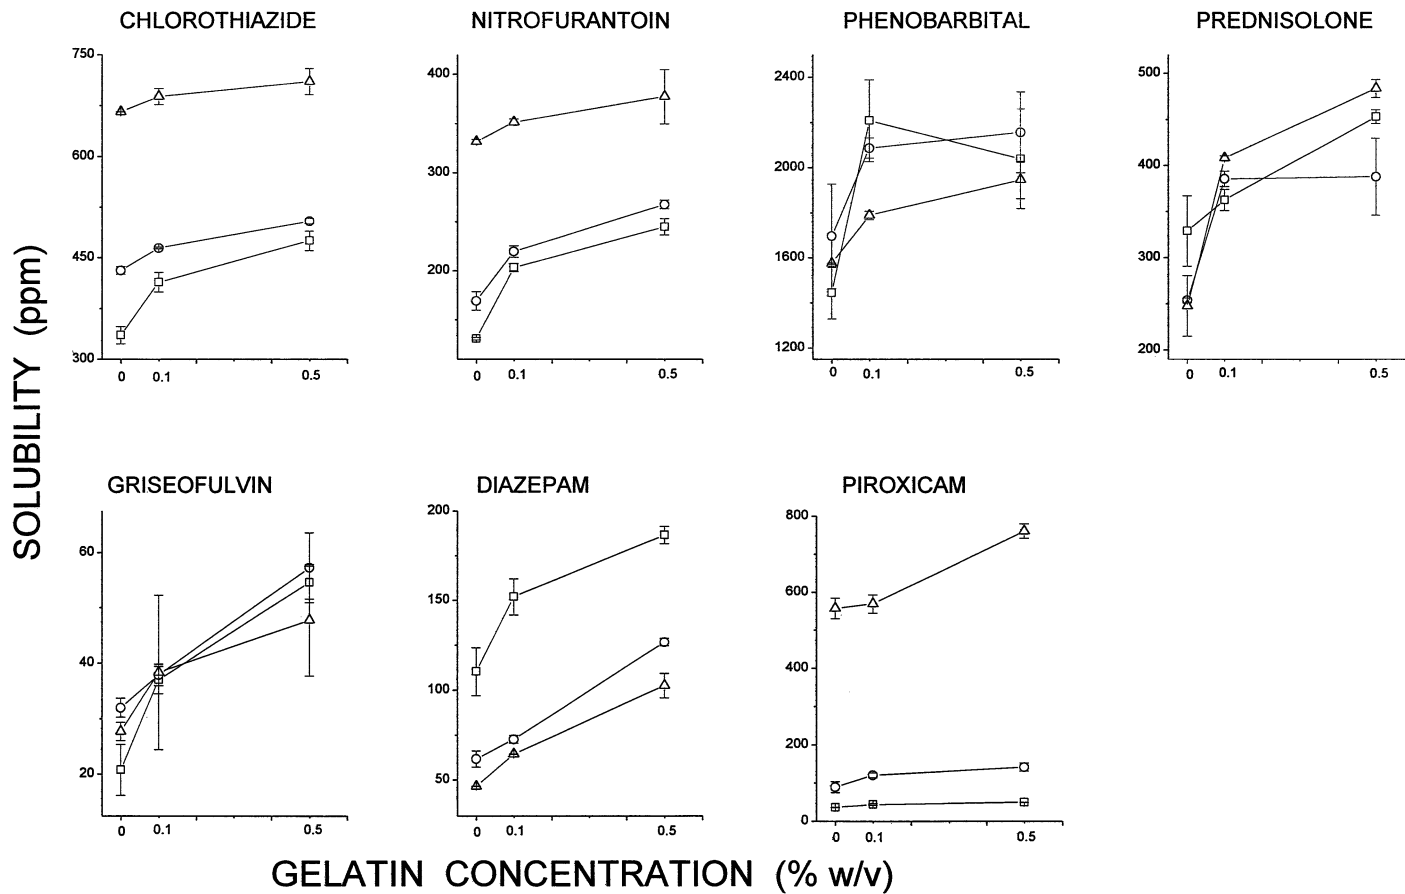 CHLOROTHIAZIDE NITROFURANTOIN PHENOBARBITAL PREDNISOLONE
750
600
450
300
0 0.1 0.5
400
300
200
0 0.1 0.5
2400
2000
1600
1200
0 0.1 0.5
500
400
300
200
0 0.1 0.5
SOLUBILITY (ppm)
GRISEOFULVIN DIAZEPAM PIROXICAM
60
40
20
0 0.1 0.5
200
150
100
50
0 0.1 0.5
800
600
400
200
0
0 0.1 0.5
GELATIN CONCENTRATION (% w/v)